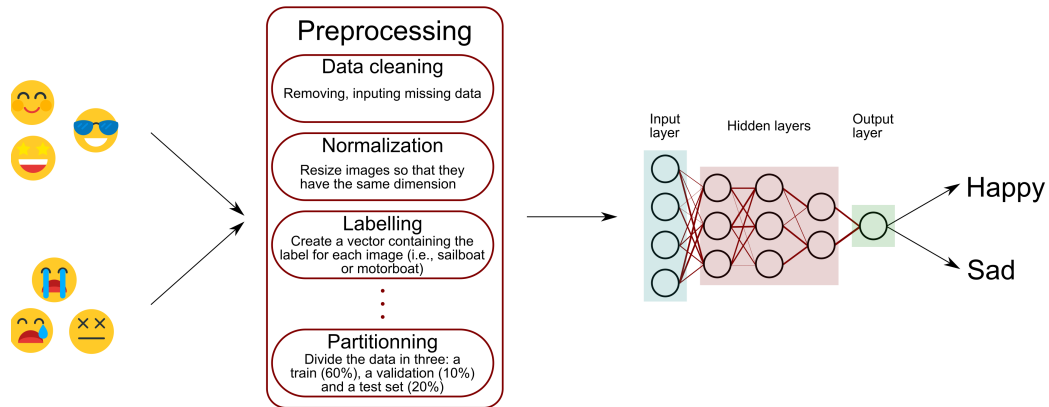 Preprocessing
Data cleaning
Removing, inputing missing data
Normalization
Resize images so that they
have the same dimension
Labelling
Create a vector containing the
label for each image (i.e., sailboat
or motorboat)
Partitionning
Divide the data in three: a
train (60%), a validation (10%)
and a test set (20%)
Input
layer
Hidden layers
Output
layer
Happy
Sad